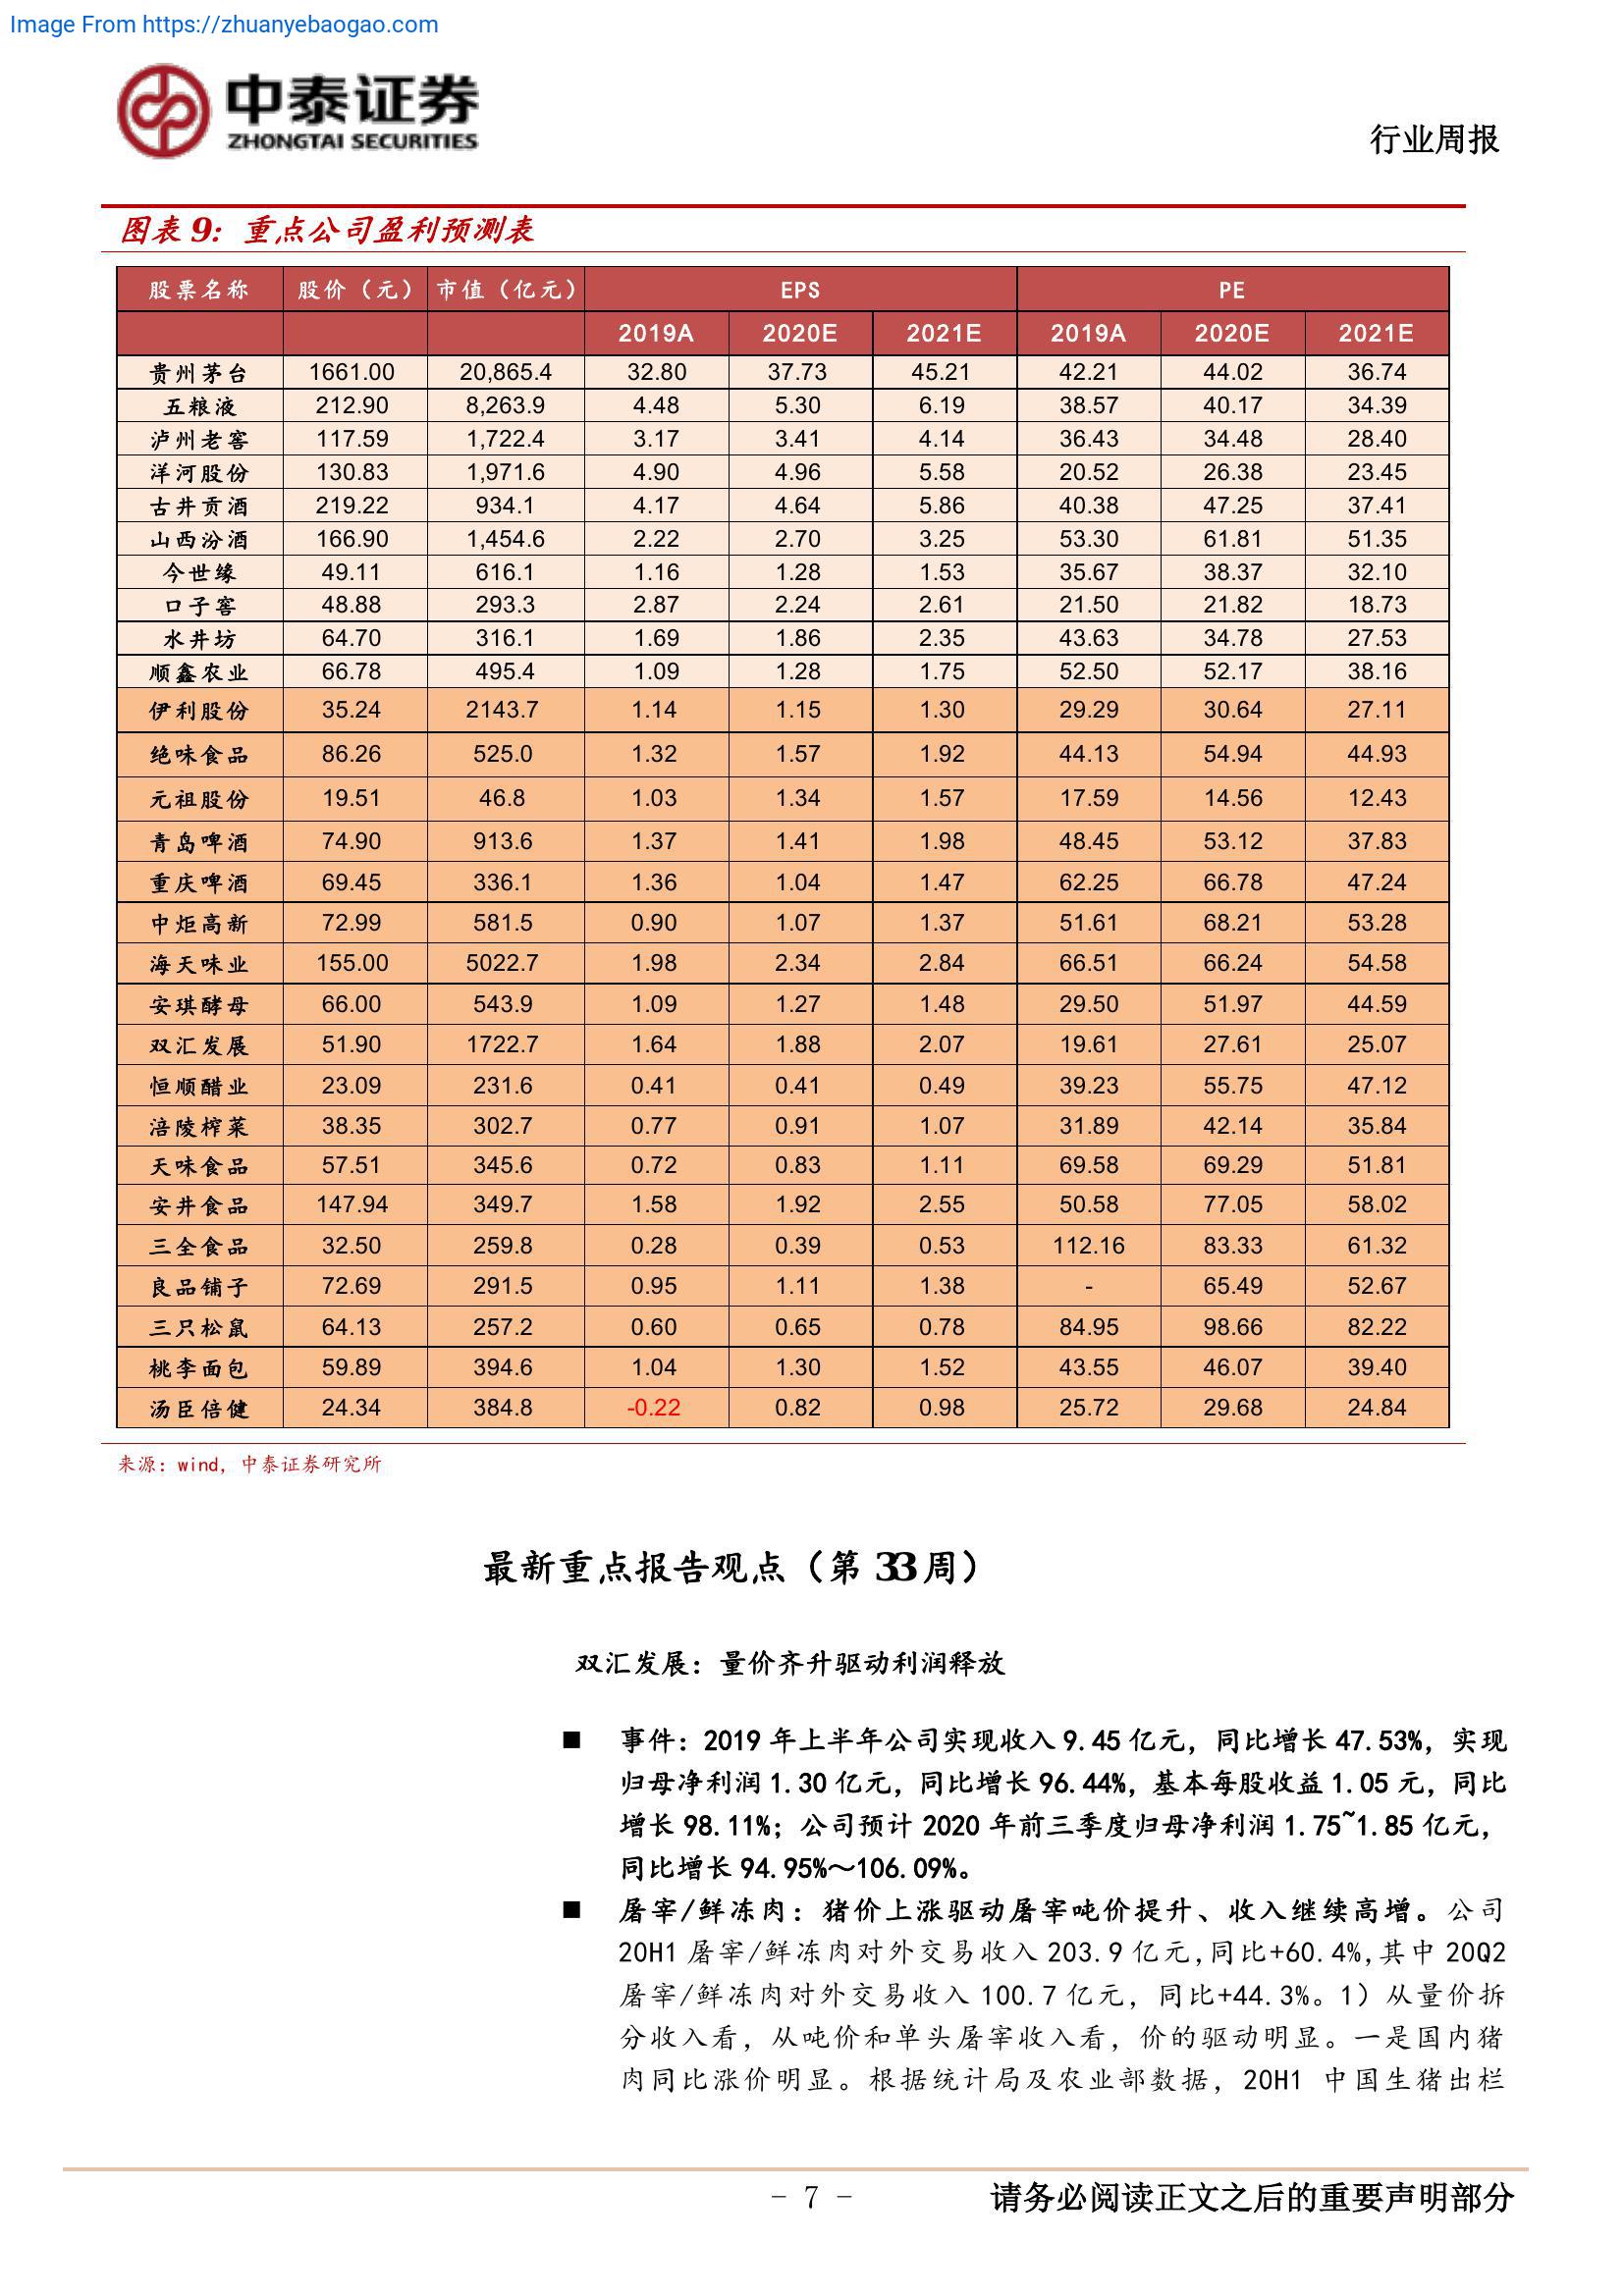 Image From https://zhuanyebaogao.com
中泰证券
ZHONGTAI SECURITIES
行业周报
图表 9：重点公司盈利预测表
股票名称 股价（元） 市值（亿元） EPS PE
2019A 2020E 2021E 2019A 2020E 2021E
贵州茅台 1661.00 20,865.4 32.80 37.73 45.21 42.21 44.02 36.74
五粮液 212.90 8,263.9 4.48 5.30 6.19 38.57 40.17 34.39
泸州老窖 117.59 1,722.4 3.17 3.41 4.14 36.43 34.48 28.40
洋河股份 130.83 1,971.6 4.90 4.96 5.58 20.52 26.38 23.45
古井贡酒 219.22 934.1 4.17 4.64 5.86 40.38 47.25 37.41
山西汾酒 166.90 1,454.6 2.22 2.70 3.25 53.30 61.81 51.35
今世缘 49.11 616.1 1.16 1.28 1.53 35.67 38.37 32.10
口子窖 48.88 293.3 2.87 2.24 2.61 21.50 21.82 18.73
水井坊 64.70 316.1 1.69 1.86 2.35 43.63 34.78 27.53
顺鑫农业 66.78 495.4 1.09 1.28 1.75 52.50 52.17 38.16
伊利股份 35.24 2143.7 1.14 1.15 1.30 29.29 30.64 27.11
绝味食品 86.26 525.0 1.32 1.57 1.92 44.13 54.94 44.93
元祖股份 19.51 46.8 1.03 1.34 1.57 17.59 14.56 12.43
青岛啤酒 74.90 913.6 1.37 1.41 1.98 48.45 53.12 37.83
重庆啤酒 69.45 336.1 1.36 1.04 1.47 62.25 66.78 47.24
中炬高新 72.99 581.5 0.90 1.07 1.37 51.61 68.21 53.28
海天味业 155.00 5022.7 1.98 2.34 2.84 66.51 66.24 54.58
安琪酵母 66.00 543.9 1.09 1.27 1.48 29.50 51.97 44.59
双汇发展 51.90 1722.7 1.64 1.88 2.07 19.61 27.61 25.07
恒顺醋业 23.09 231.6 0.41 0.41 0.49 39.23 55.75 47.12
涪陵榨菜 38.35 302.7 0.77 0.91 1.07 31.89 42.14 35.84
天味食品 57.51 345.6 0.72 0.83 1.11 69.58 69.29 51.81
安井食品 147.94 349.7 1.58 1.92 2.55 50.58 77.05 58.02
三全食品 32.50 259.8 0.28 0.39 0.53 112.16 83.33 61.32
良品铺子 72.69 291.5 0.95 1.11 1.38 - 65.49 52.67
三只松鼠 64.13 257.2 0.60 0.65 0.78 84.95 98.66 82.22
桃李面包 59.89 394.6 1.04 1.30 1.52 43.55 46.07 39.40
汤臣倍健 24.34 384.8 -0.22 0.82 0.98 25.72 29.68 24.84
来源：wind，中泰证券研究所
最新重点报告观点（第 33 周）
双汇发展：量价齐升驱动利润释放
■ 事件：2019 年上半年公司实现收入 9.45 亿元，同比增长 47.53%，实现
归母净利润 1.30 亿元，同比增长 96.44%，基本每股收益 1.05 元，同比
增长 98.11%；公司预计 2020 年前三季度归母净利润 1.75~1.85 亿元，
同比增长 94.95%～106.09%。
■ 屠宰/鲜冻肉：猪价上涨驱动屠宰吨价提升、收入继续高增。公司
20H1 屠宰/鲜冻肉对外交易收入 203.9 亿元,同比+60.4%,其中 20Q2
屠宰/鲜冻肉对外交易收入 100.7 亿元，同比+44.3%。1）从量价拆
分收入看，从吨价和单头屠宰收入看，价的驱动明显。一是国内猪
肉同比涨价明显。根据统计局及农业部数据，20H1 中国生猪出栏
- 7 -
请务必阅读正文之后的重要声明部分